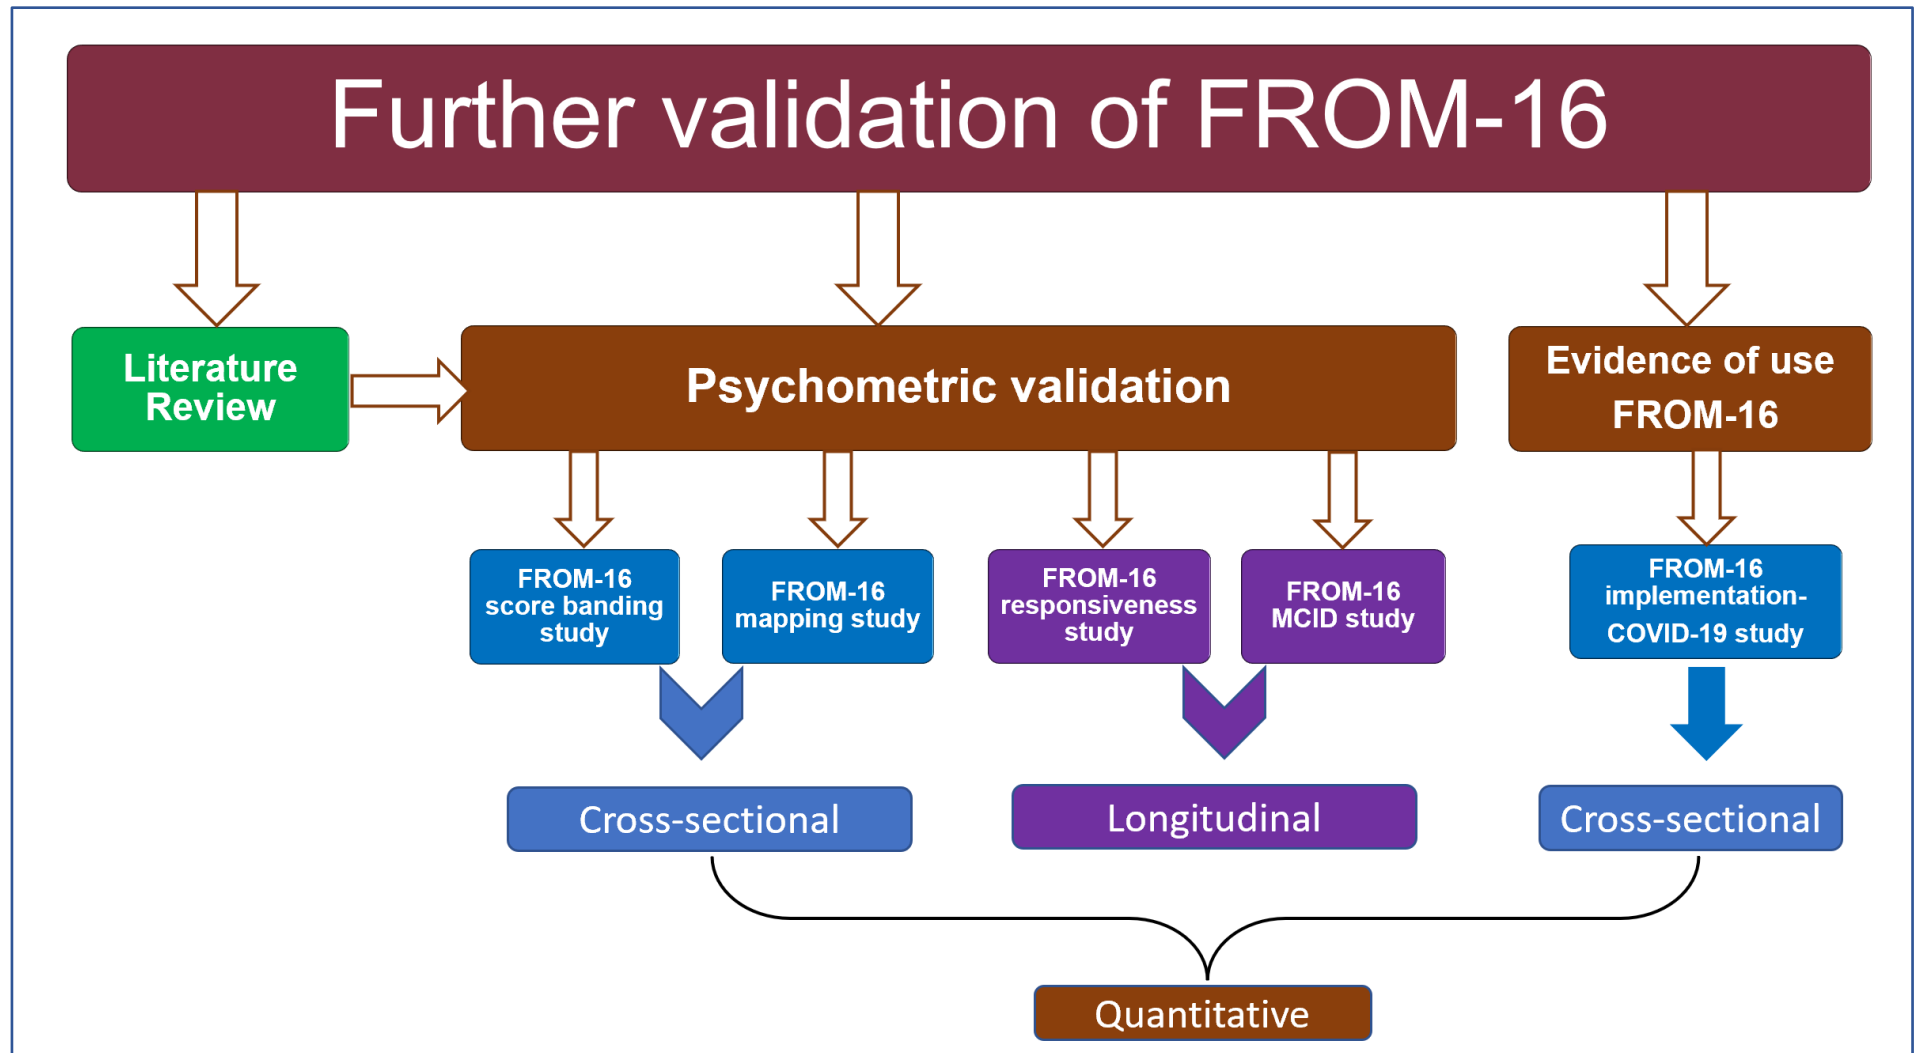 Further validation of FROM-16
Literature
Review
Psychometric validation
Evidence of use
FROM-16
FROM-16
score banding
study
FROM-16
mapping study
FROM-16
responsiveness
study
FROM-16
MCID study
FROM-16
implementation-
COVID-19 study
Cross-sectional
Longitudinal
Cross-sectional
Quantitative